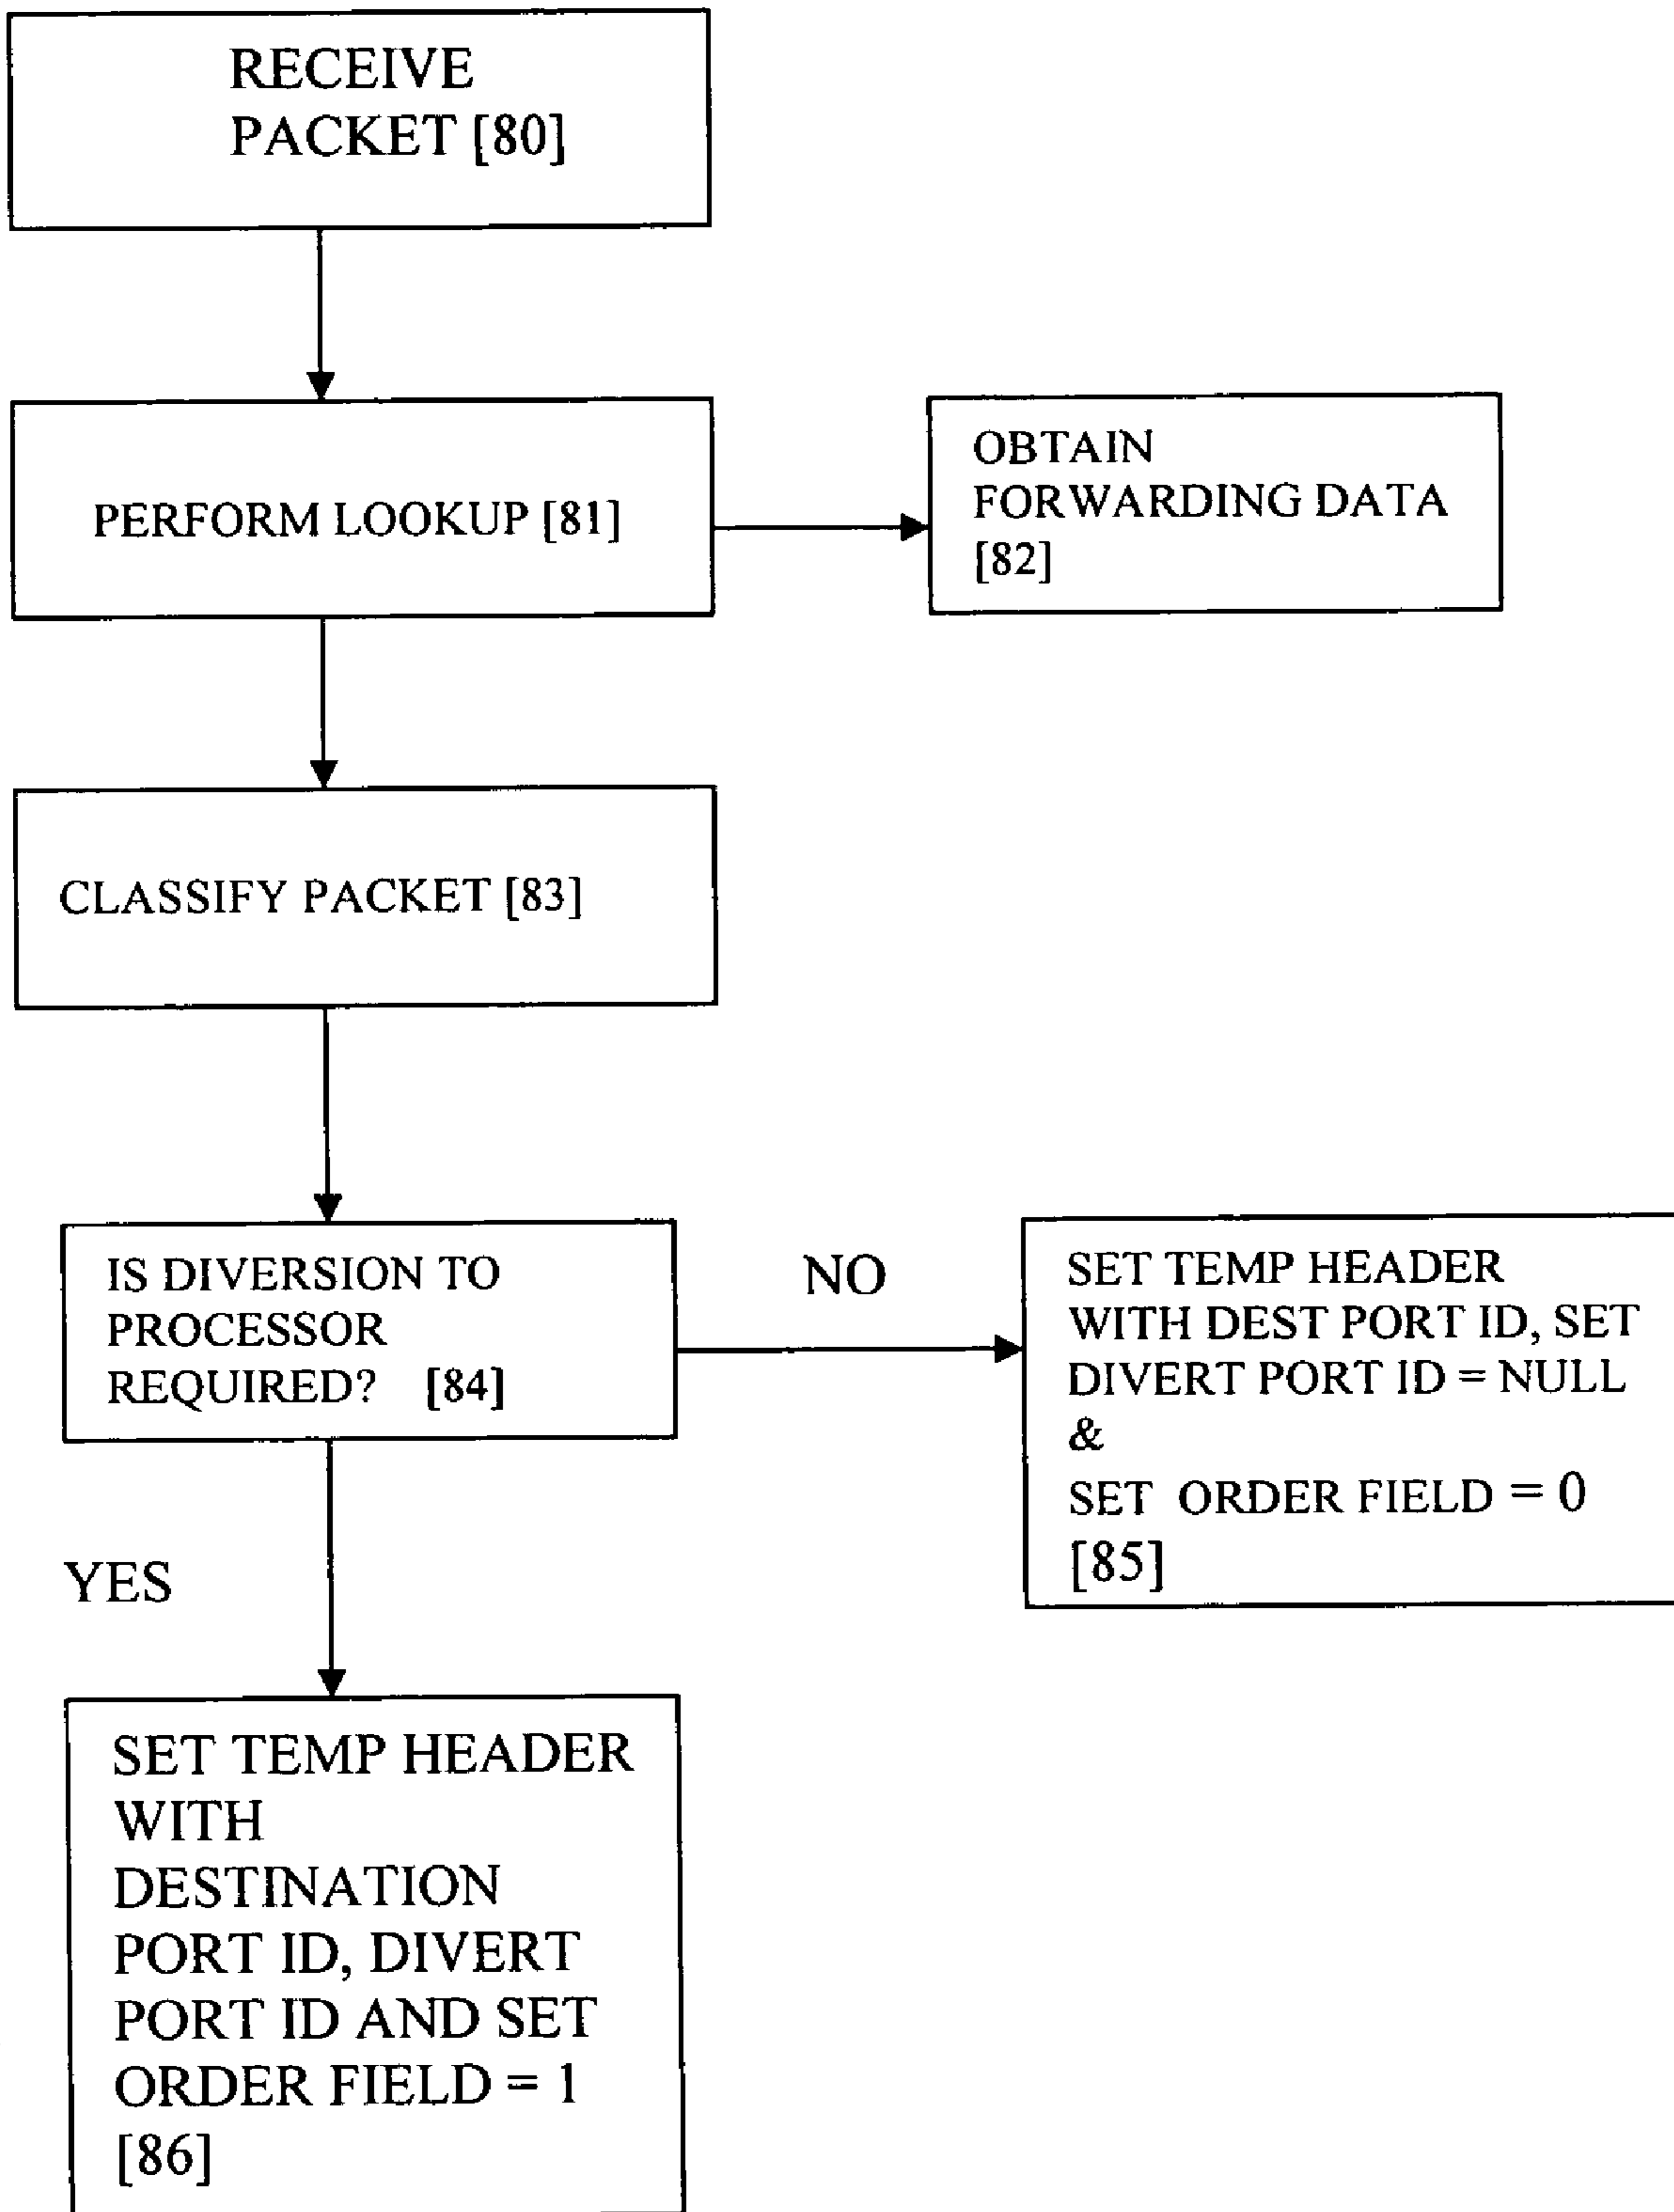 RECEIVE
PACKET [80]
PERFORM LOOKUP [81]
OBTAIN
FORWARDING DATA
[82]
CLASSIFY PACKET [83]
IS DIVERSION TO
PROCESSOR
REQUIRED? [84]
NO
SET TEMP HEADER
WITH DEST PORT ID, SET
DIVERT PORT ID = NULL
&
SET ORDER FIELD = 0
[85]
YES
SET TEMP HEADER
WITH
DESTINATION
PORT ID, DIVERT
PORT ID AND SET
ORDER FIELD = 1
[86]